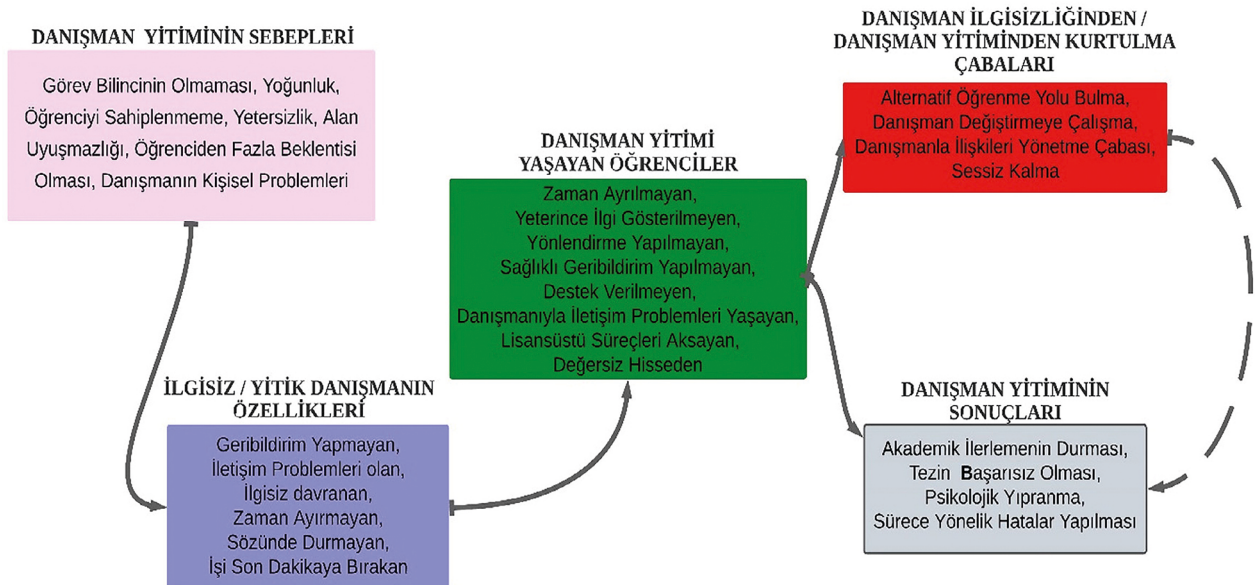 DANIŞMAN YİTİMİNİN SEBEPLERİ
Görev Bilincinin Olmaması, Yoğunluk,
Öğrenciyi Sahiplenmeme, Yetersizlik, Alan
Uyuşmazlığı, Öğrenciden Fazla Beklentisi
Olması, Danışmanın Kişisel Problemleri
İLGİSİZ / YİTİK DANIŞMANIN
ÖZELLİKLERİ
Geribildirim Yapmayan,
İletişim Problemleri olan,
İlgisiz davranan,
Zaman Ayırmayan,
Sözünde Durmayan,
İşi Son Dakikaya Bırakan
DANIŞMAN YİTİMİ
YAŞAYAN ÖĞRENCİLER
Zaman Ayrılmayan,
Yeterince İlgi Gösterilmeyen,
Yönlendirme Yapılmayan,
Sağlıklı Geribildirim Yapılmayan,
Destek Verilmeyen,
Danışmanıyla İletişim Problemleri Yaşayan,
Lisansüstü Süreçleri Aksayan,
Değersiz Hisseden
DANIŞMAN İLGİSİZLİĞİNDEN /
DANIŞMAN YİTİMİNDEN KURTULMA
ÇABALARI
Alternatif Öğrenme Yolu Bulma,
Danışman Değiştirmeye Çalışma,
Danışmanla İlişkileri Yönetme Çabası,
Sessiz Kalma
DANIŞMAN YİTİMİNİN
SONUÇLARI
Akademik İlerlemenin Durması,
Tezin Başarısız Olması,
Psikolojik Yıpranma,
Sürece Yönelik Hatalar Yapılması